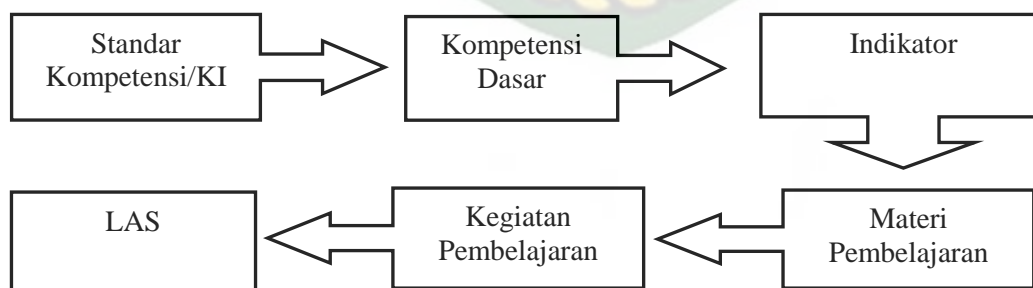 Standar
Kompetensi/KI
Kompetensi
Dasar
Indikator
LAS
Kegiatan
Pembelajaran
Materi
Pembelajaran